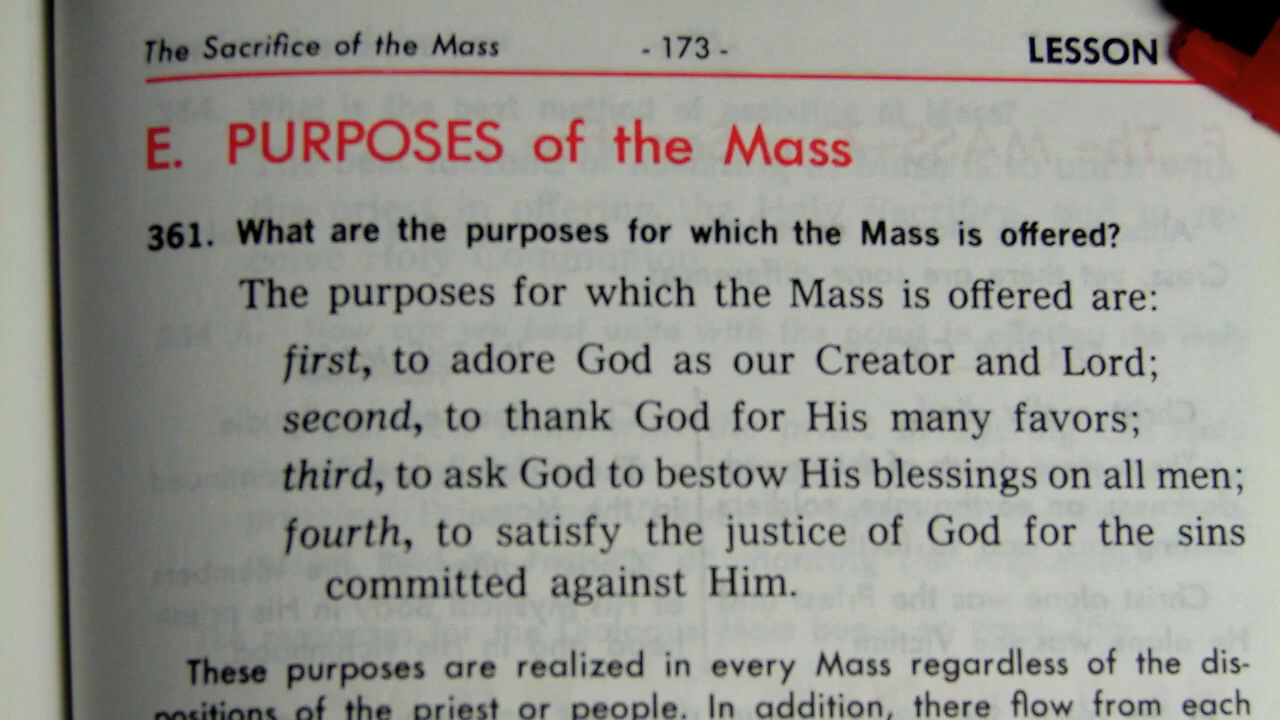 The Sacrifice of the Mass - 173 - LESSON
E. PURPOSES of the Mass
361. What are the purposes for which the Mass is offered?
The purposes for which the Mass is offered are:
first, to adore God as our Creator and Lord;
second, to thank God for His many favors;
third, to ask God to bestow His blessings on all men;
fourth, to satisfy the justice of God for the sins
committed against Him.
These purposes are realized in every Mass regardless of the dis-
positions of the priest or people. In addition, there flow from each